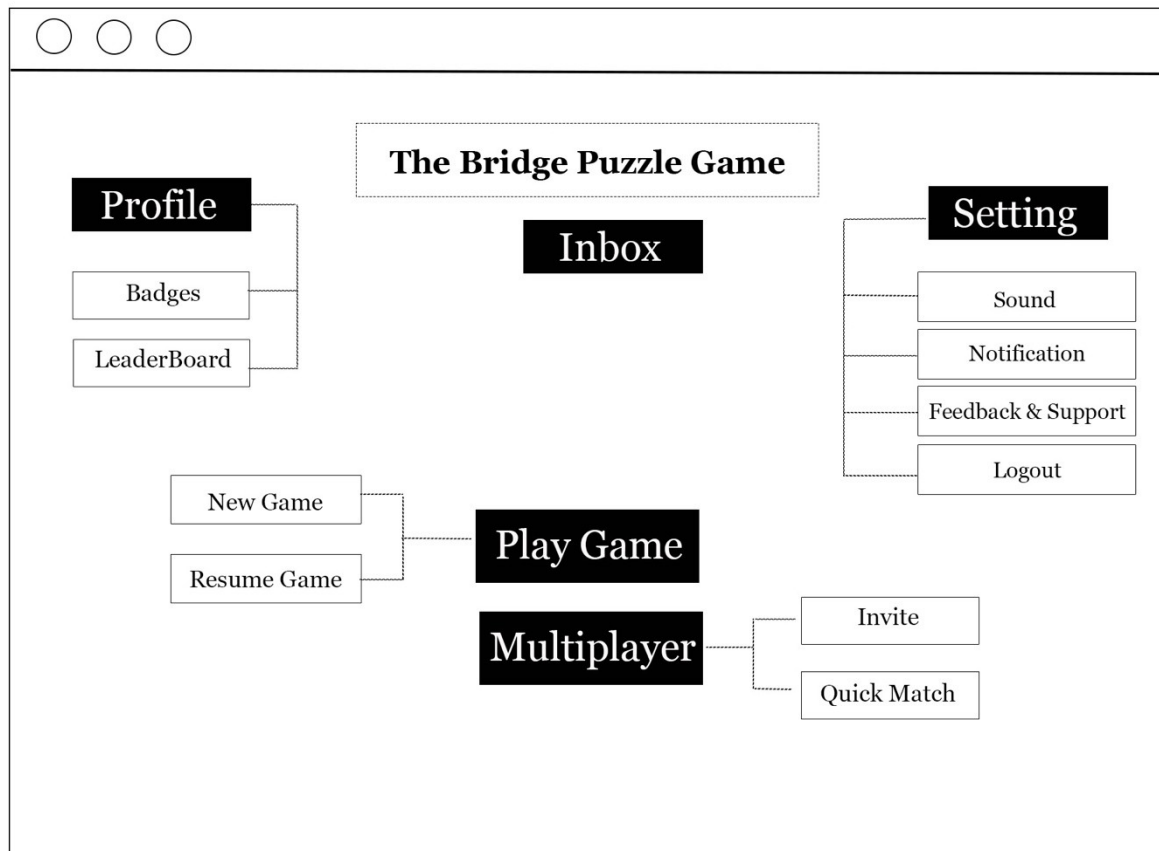 The Bridge Puzzle Game
Profile
Badges
LeaderBoard
Inbox
Setting
Sound
Notification
Feedback & Support
Logout
New Game
Resume Game
Play Game
Multiplayer
Invite
Quick Match